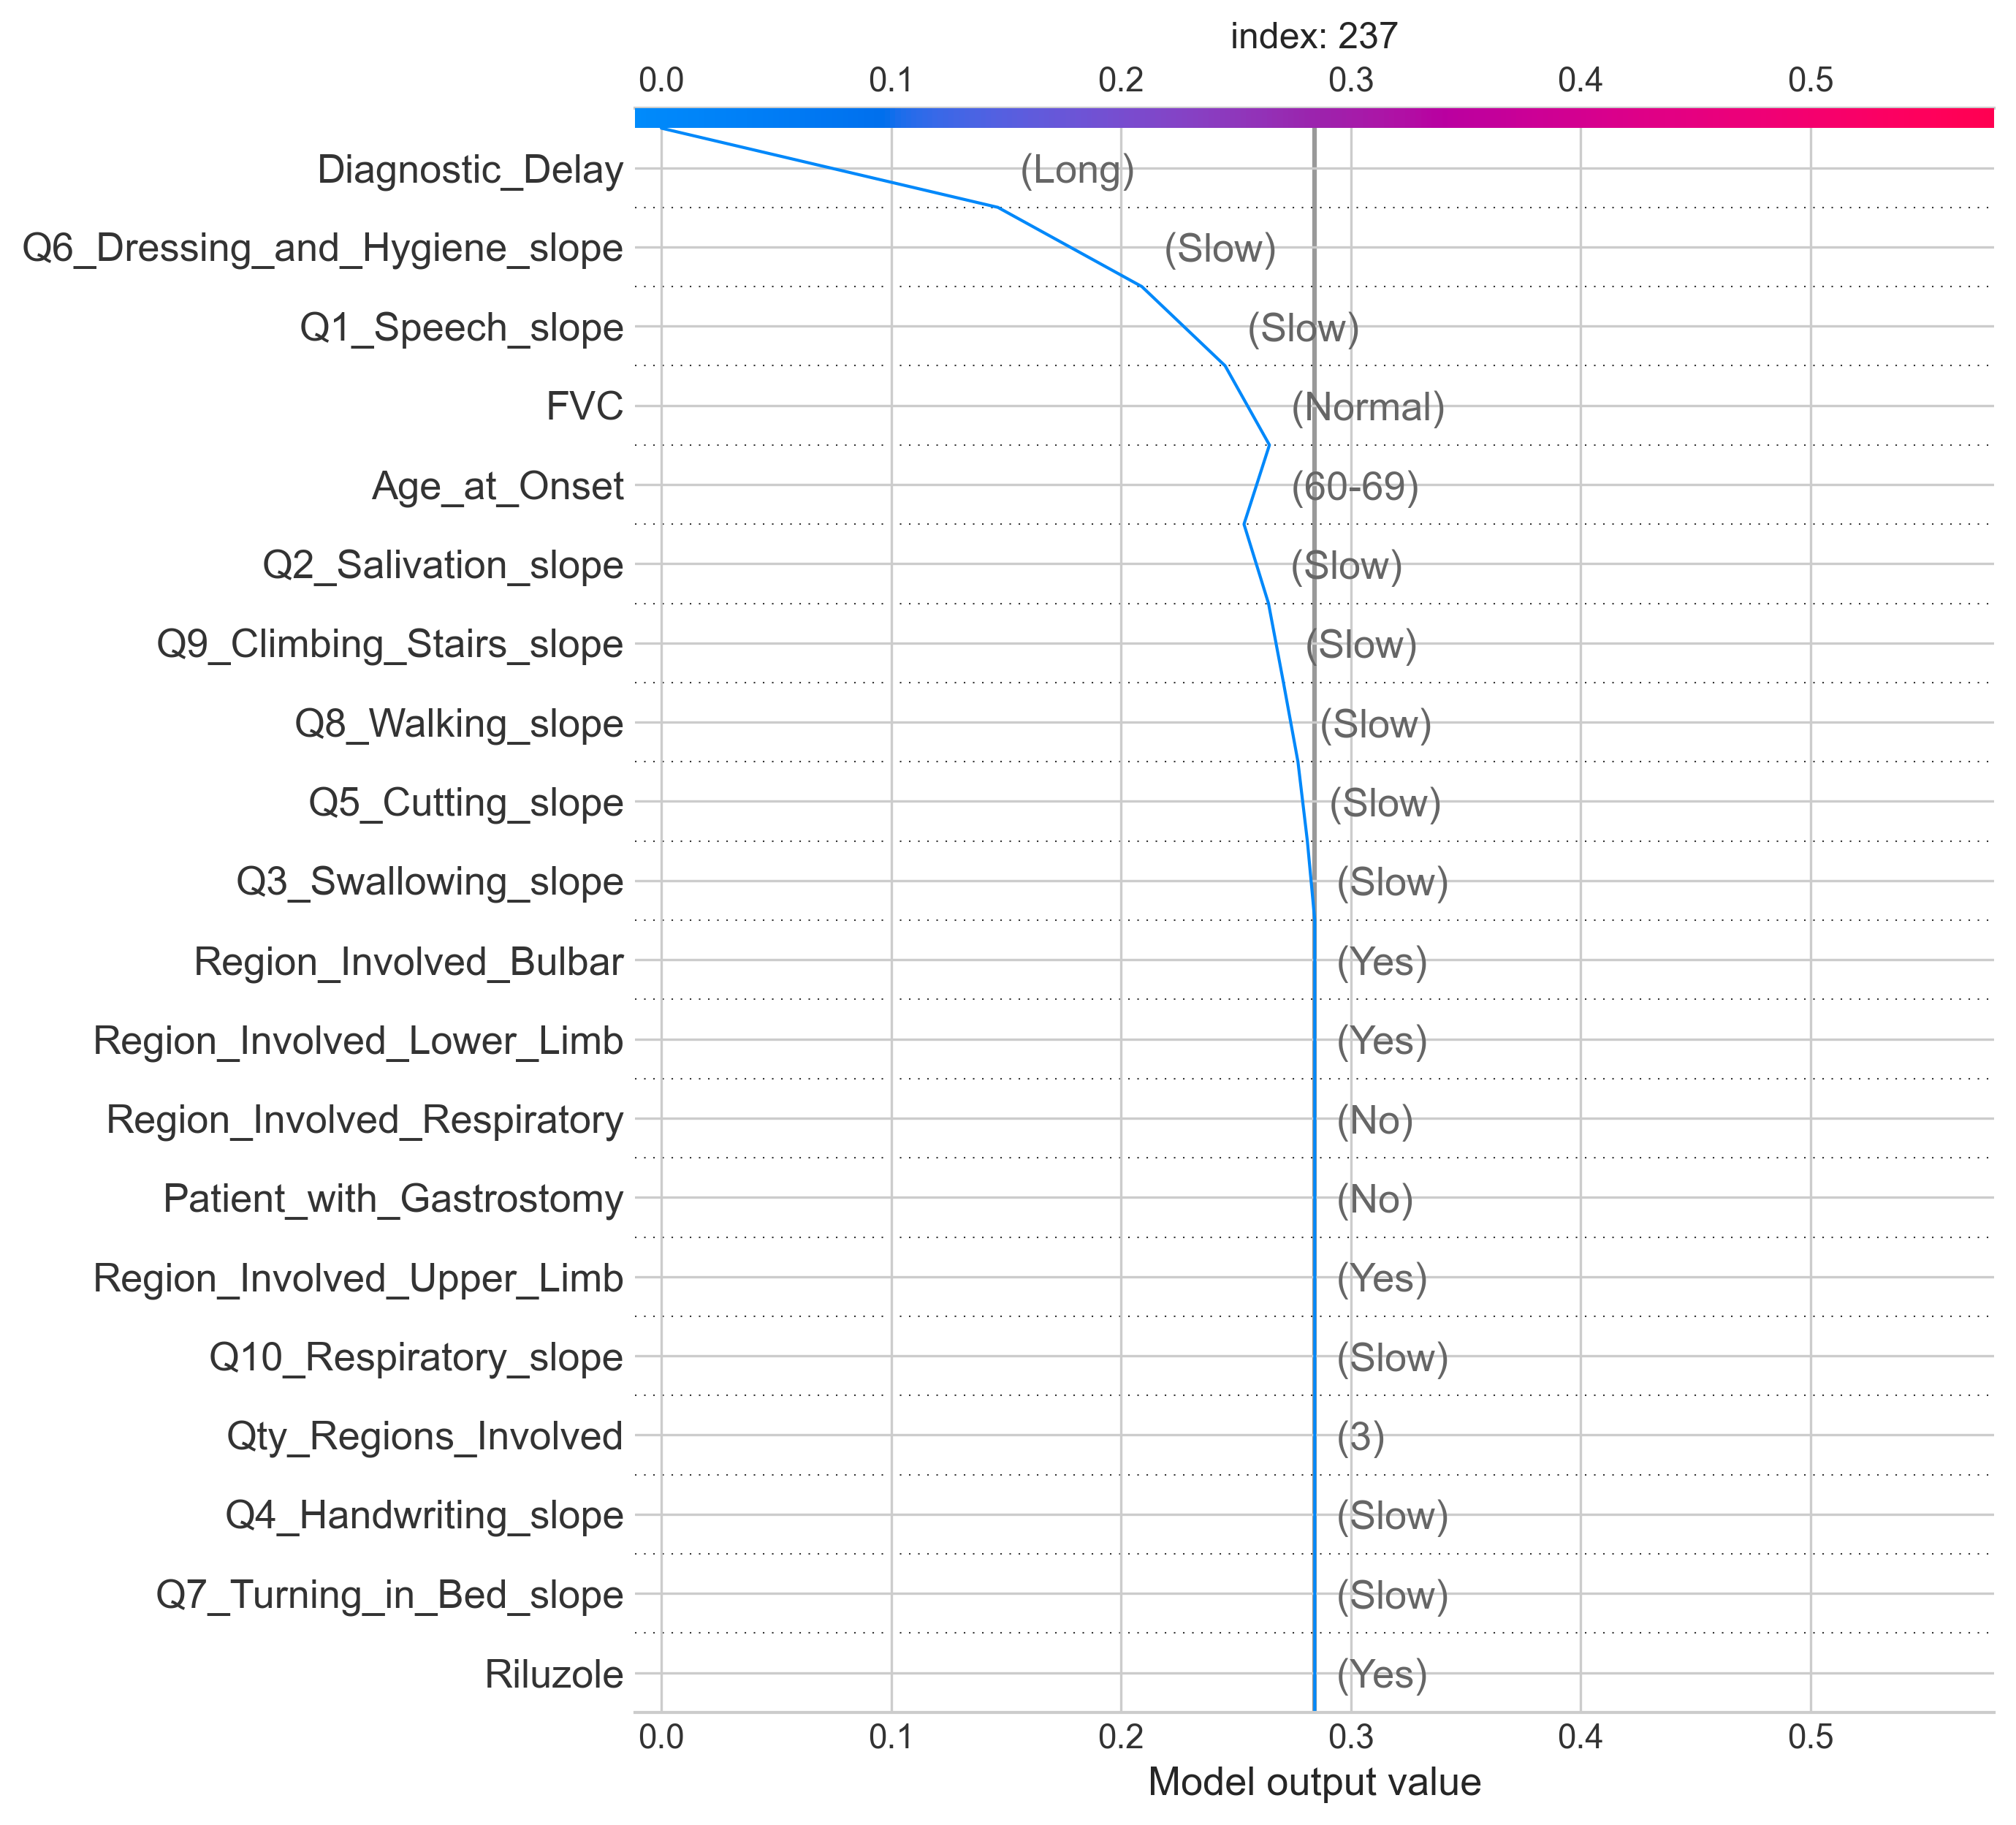 index: 237
0.0 0.1 0.2 0.3 0.4 0.5
Diagnostic_Delay (Long)
Q6_Dressing_and_Hygiene_slope (Slow)
Q1_Speech_slope (Slow)
FVC (Normal)
Age_at_Onset (60-69)
Q2_Salivation_slope (Slow)
Q9_Climbing_Stairs_slope (Slow)
Q8_Walking_slope (Slow)
Q5_Cutting_slope (Slow)
Q3_Swallowing_slope (Slow)
Region_Involved_Bulbar (Yes)
Region_Involved_Lower_Limb (Yes)
Region_Involved_Respiratory (No)
Patient_with_Gastrostomy (No)
Region_Involved_Upper_Limb (Yes)
Q10_Respiratory_slope (Slow)
Qty_Regions_Involved (3)
Q4_Handwriting_slope (Slow)
Q7_Turning_in_Bed_slope (Slow)
Riluzole (Yes)
0.0 0.1 0.2 0.3 0.4 0.5
Model output value